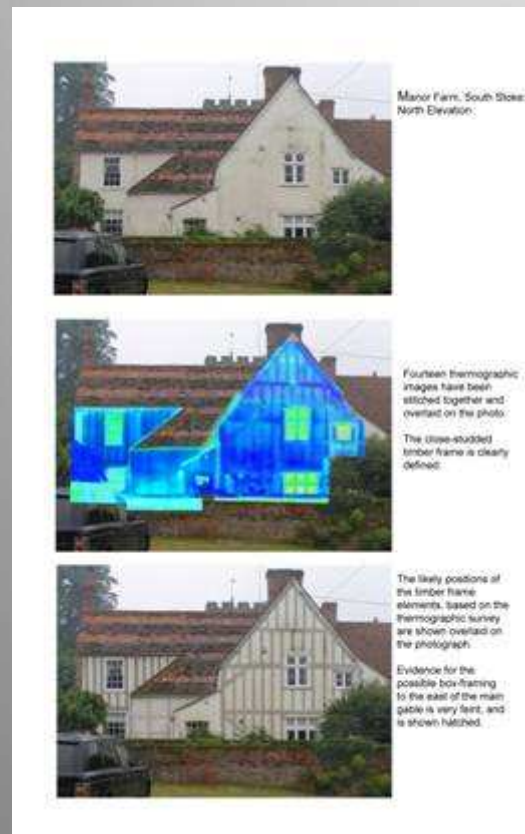 Manor Farm, South Stoke
North Elevation
Fourteen thermographic
images have been
stitched together and
overlaid on the photo.
The close-studded
timber frame is clearly
defined.
The likely positions of
the timber frame
elements, based on the
thermographic survey
are shown overlaid on
the photograph.
Evidence for the
possible box-framing
to the east of the main
gable is very faint, and
is shown hatched.